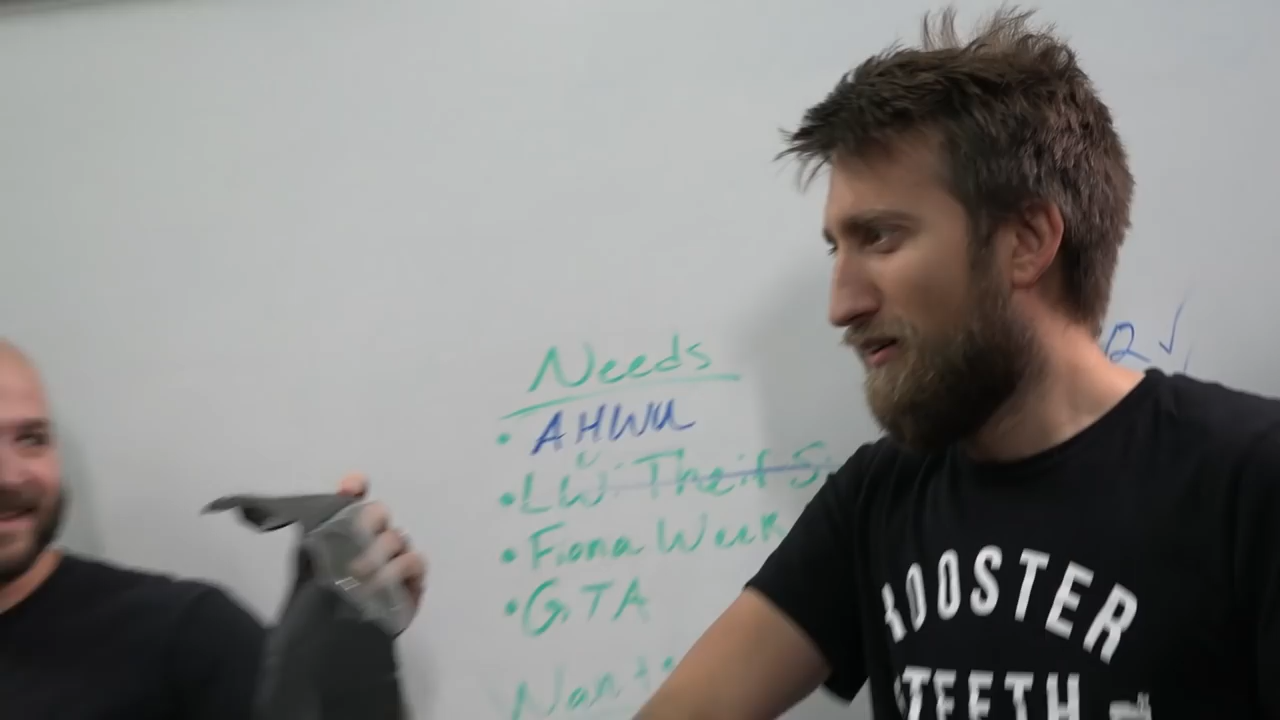 Needs
• AHWU
• LW: Theif S
• Fiona Week
• GTA
Q ✓
ROOSTER
TEETH